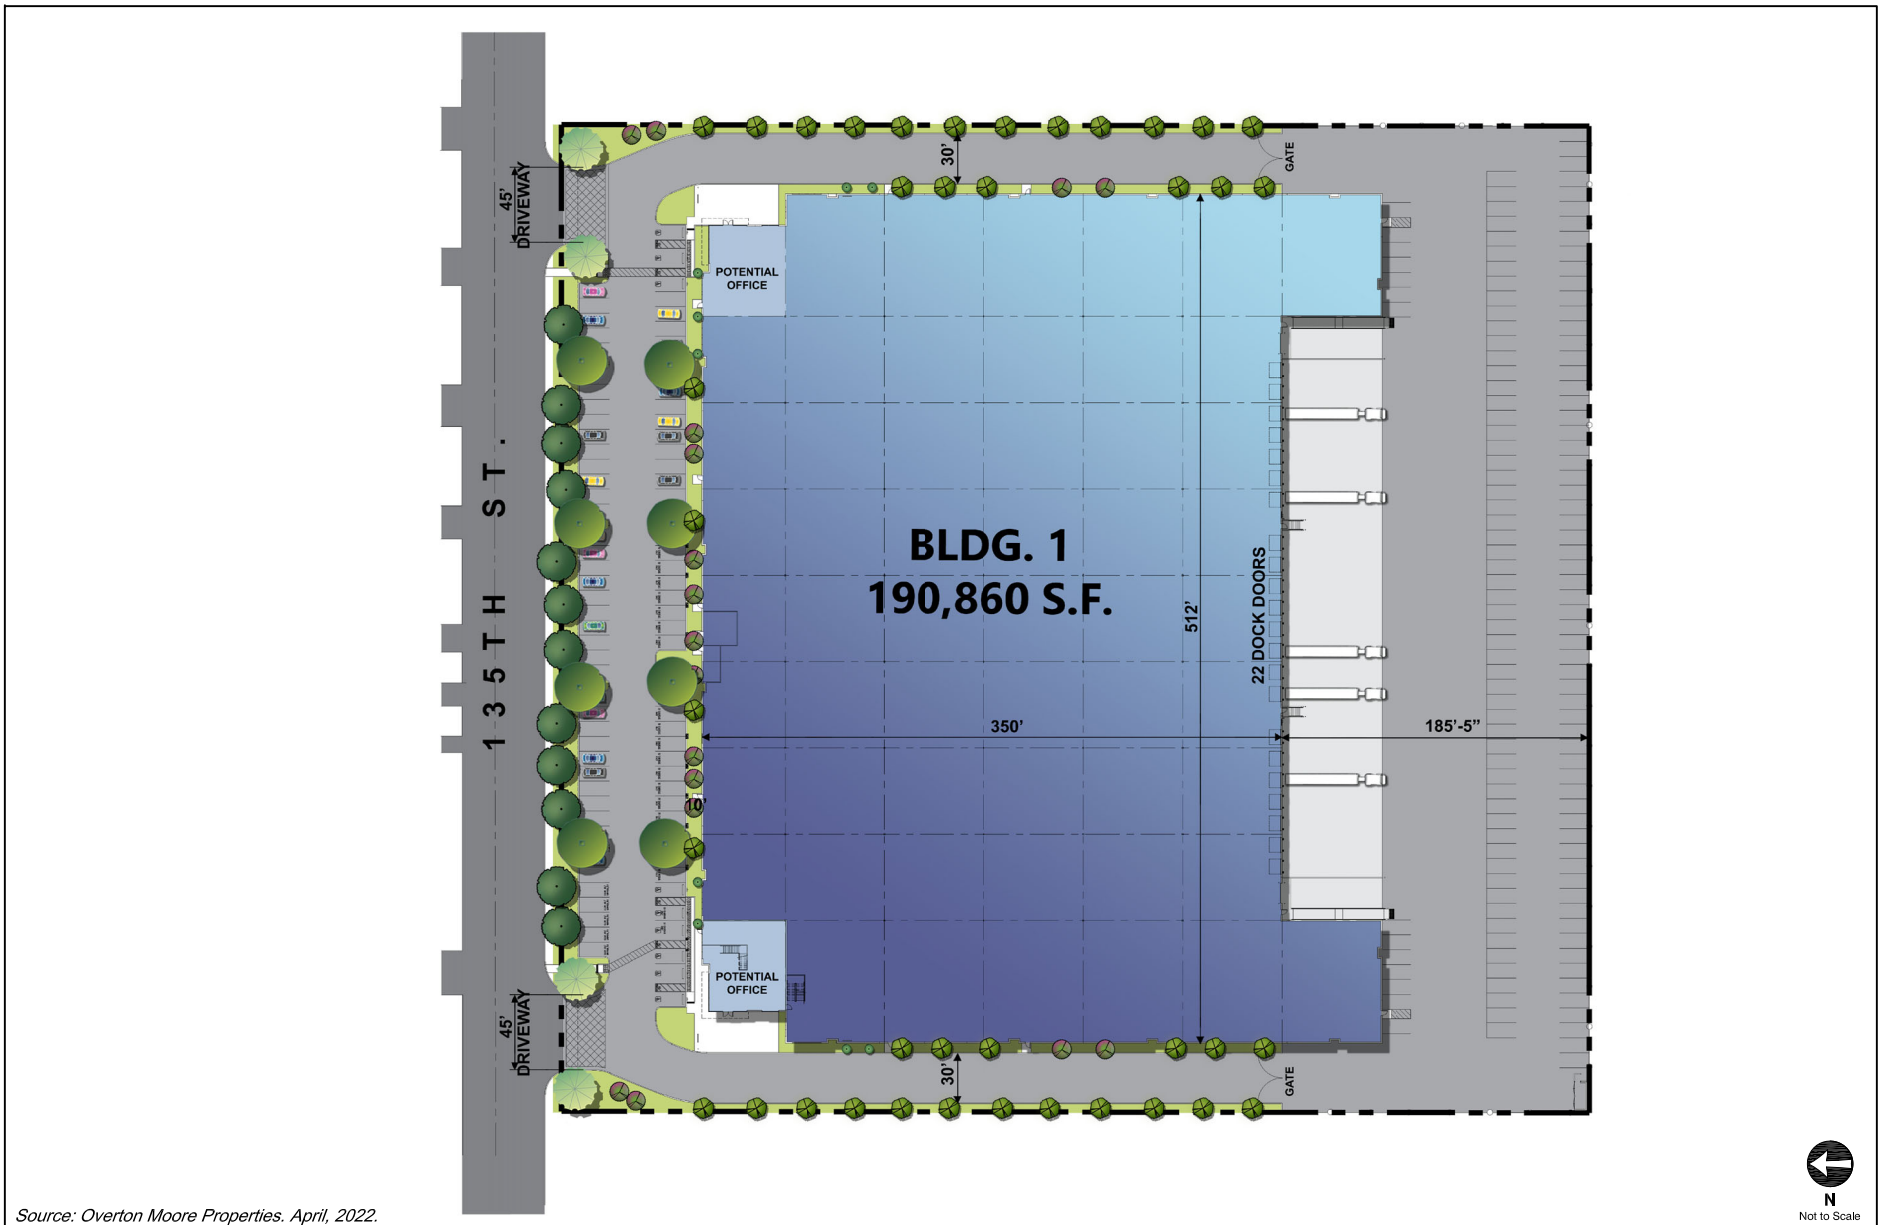 30'
GATE
45'
DRIVEWAY
POTENTIAL
OFFICE
135TH ST.
BLDG. 1
190,860 S.F.
512'
22 DOCK DOORS
350'
185'-5"
10'
POTENTIAL
OFFICE
45'
DRIVEWAY
30'
GATE
N
Not to Scale
Source: Overton Moore Properties. April, 2022.